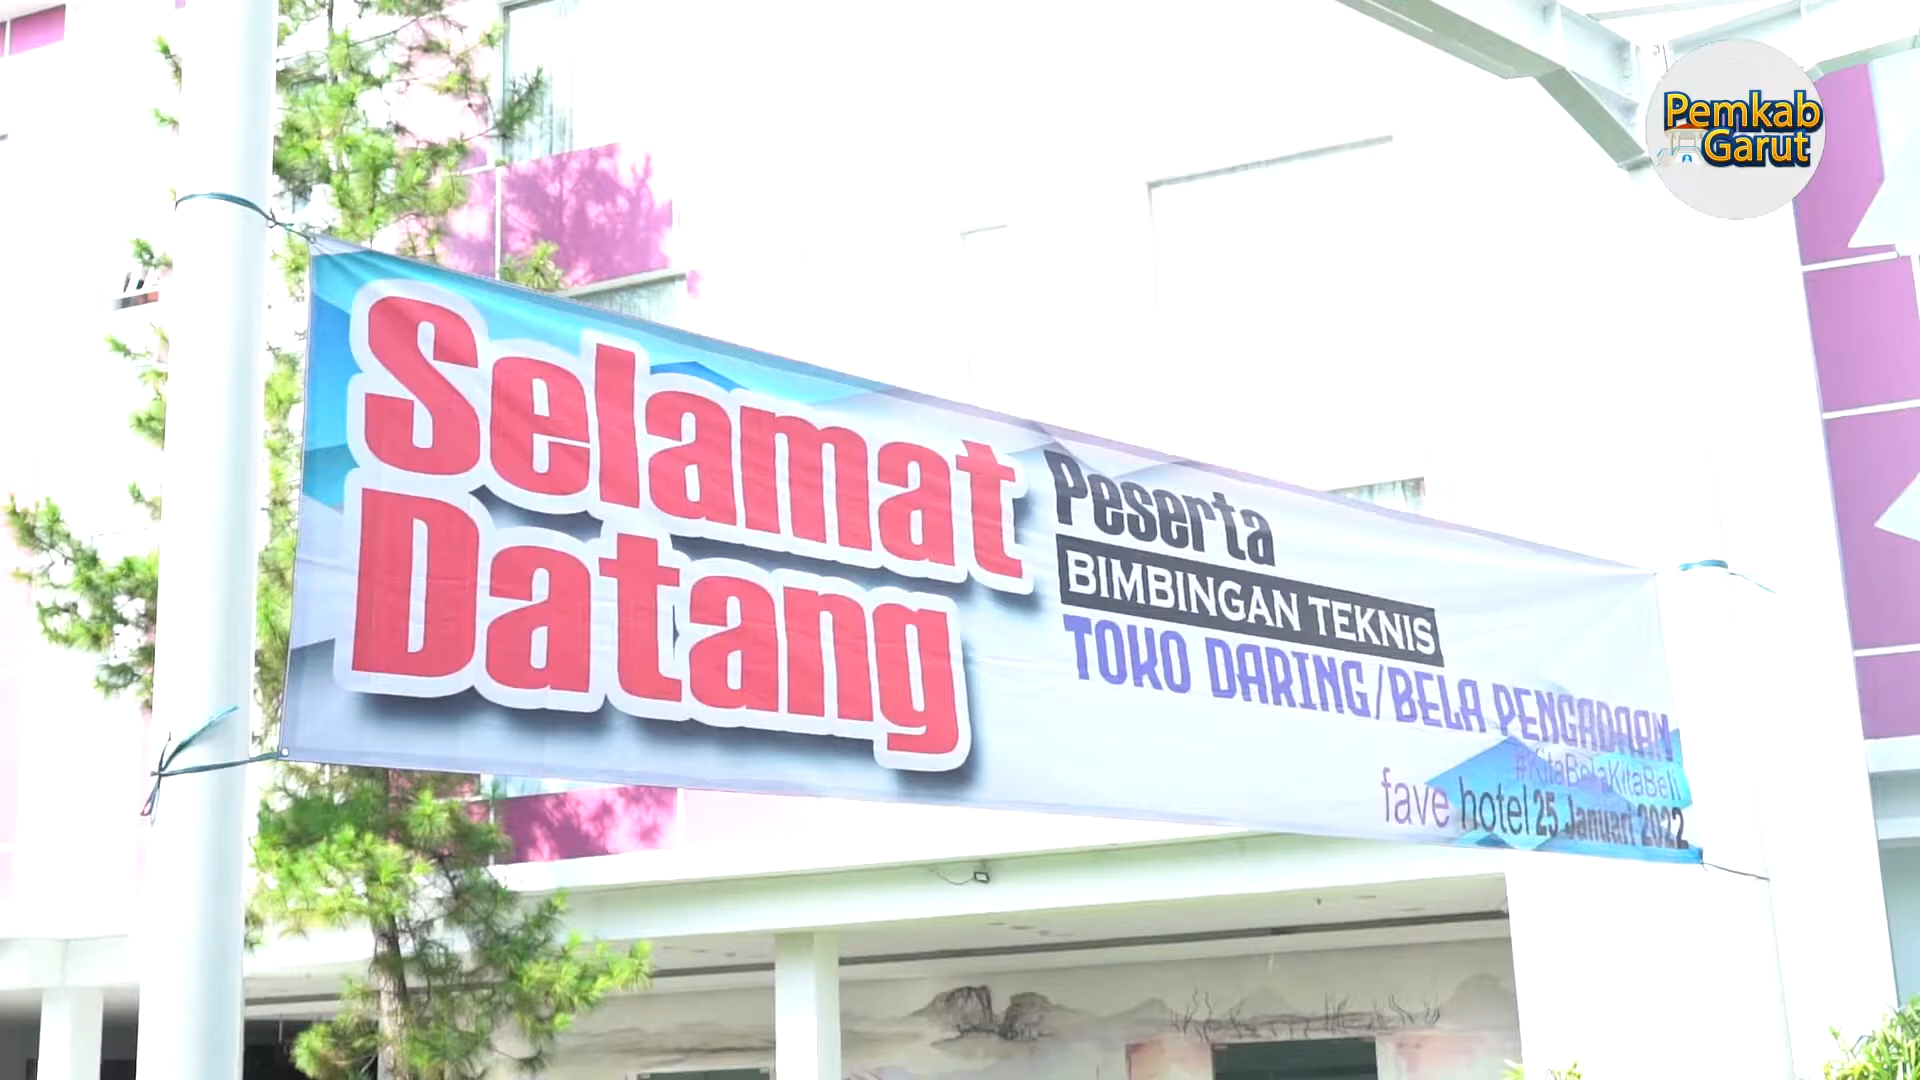 Pemkab
Garut
Selamat
Datang
Peserta
BIMBINGAN TEKNIS
TOKO DARING/BELA PENGADAAN
#KitaBelaKitaBeli
fave hotel 25 Januari 2022